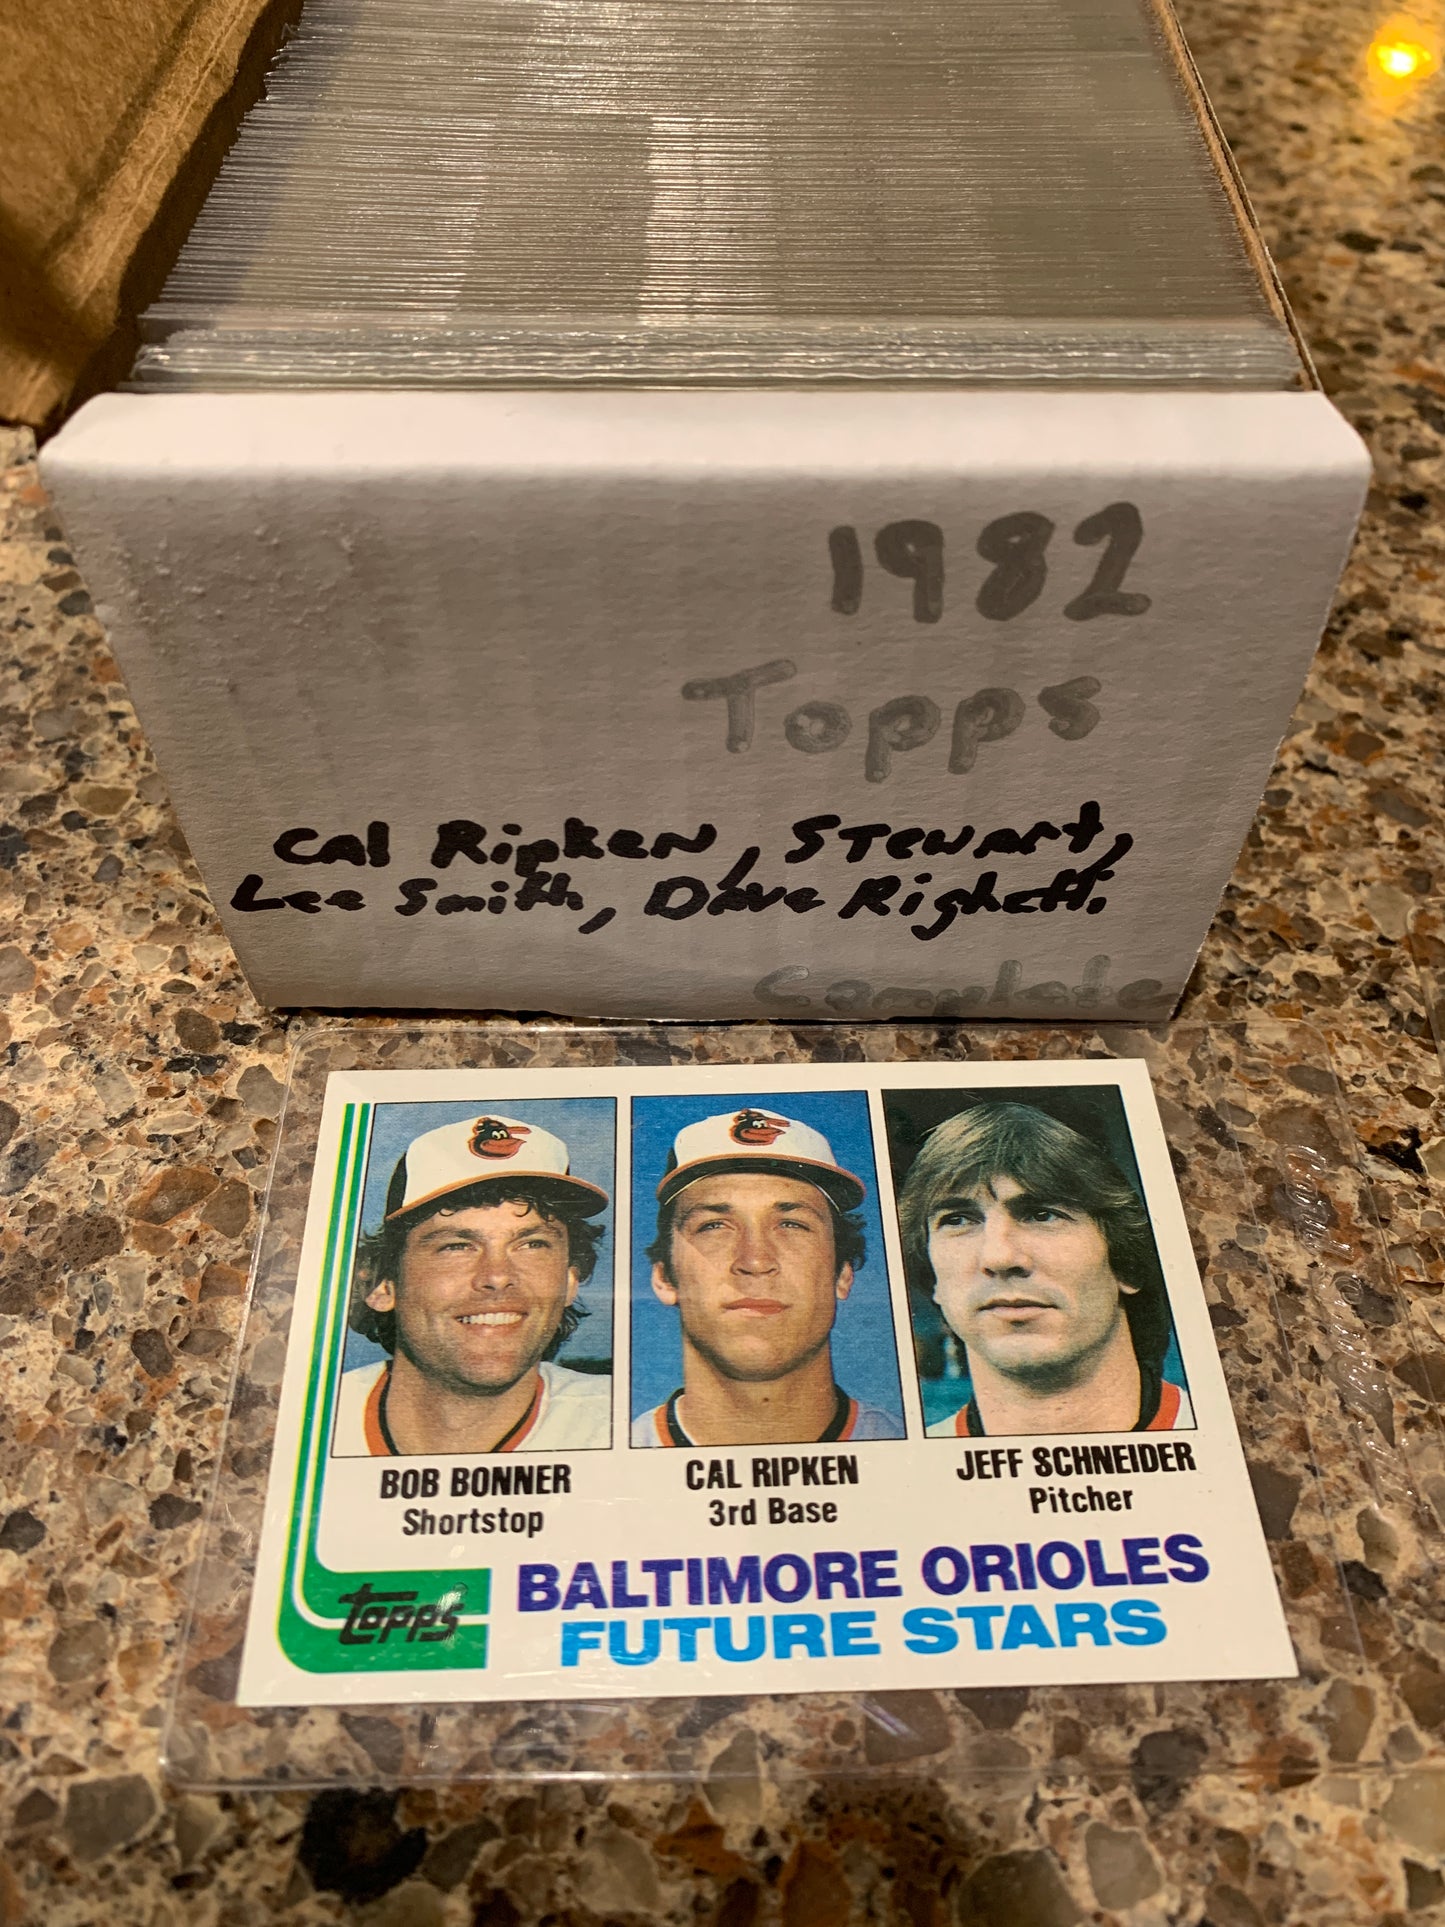 1982
Topps
Cal Ripken, Stewart,
Lee Smith, Dave Righetti.
Complete
BOB BONNER
Shortstop
CAL RIPKEN
3rd Base
JEFF SCHNEIDER
Pitcher
topps
BALTIMORE ORIOLES
FUTURE STARS